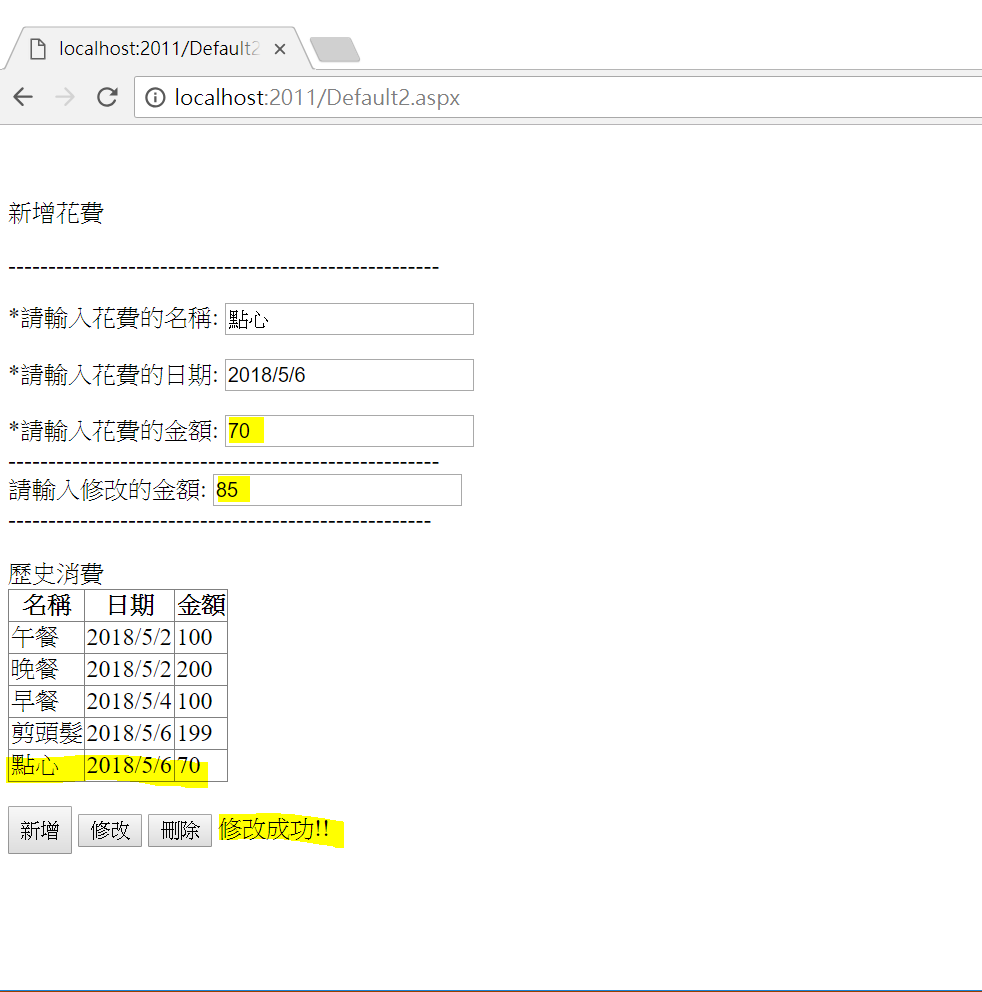 localhost:2011/Default2
localhost:2011/Default2.aspx
新增花費
------------------------------------------------------
*請輸入花費的名稱: 點心
*請輸入花費的日期: 2018/5/6
*請輸入花費的金額: 70
------------------------------------------------------
請輸入修改的金額: 85
-----------------------------------------------------
歷史消費
名稱 日期 金額
午餐 2018/5/2 100
晚餐 2018/5/2 200
早餐 2018/5/4 100
剪頭髮 2018/5/6 199
點心 2018/5/6 70
新增 修改 刪除 修改成功!!